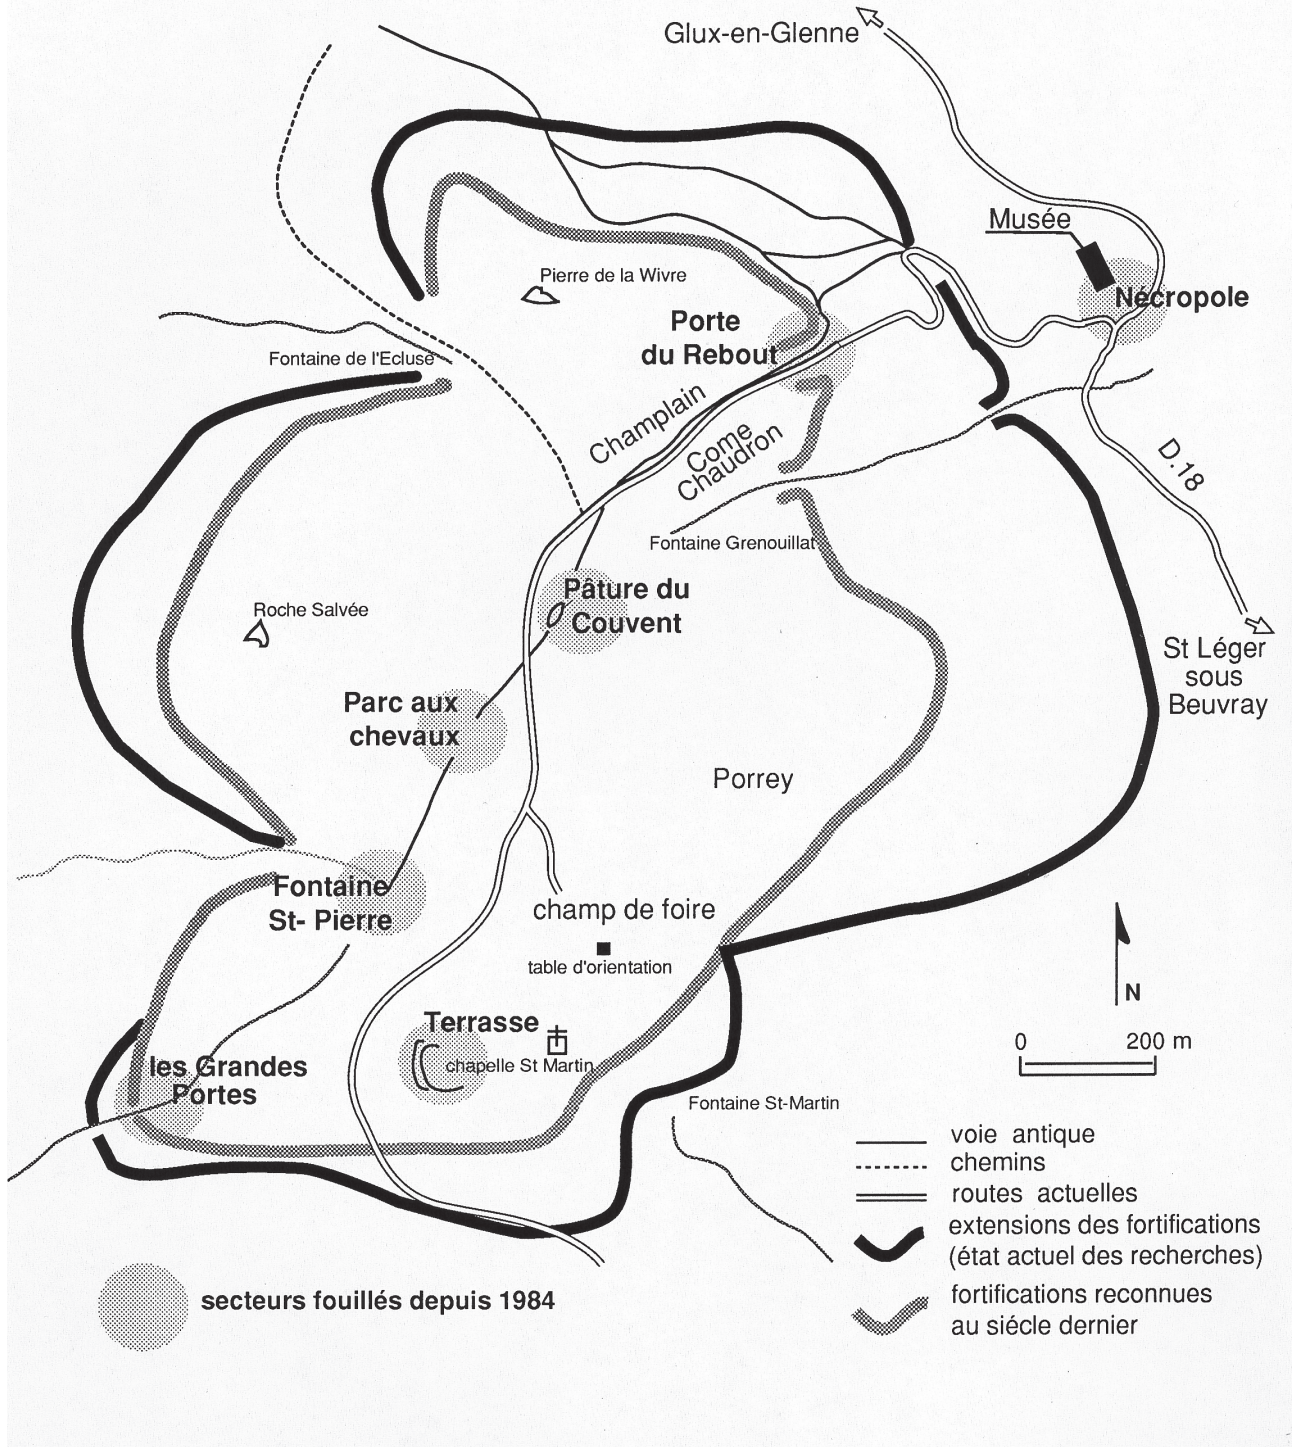 Glux-en-Glenne
Musée
Nécropole
Pierre de la Wivre
Porte
du Rebout
Fontaine de l'Ecluse
Champlain
Come
Chaudron
D.18
Fontaine Grenouillat
Pâture du
Couvent
Roche Salvée
St Léger
sous
Beuvray
Parc aux
chevaux
Porrey
Fontaine
St- Pierre
champ de foire
table d'orientation
N
Terrasse
chapelle St Martin
0 200 m
les Grandes
Portes
Fontaine St-Martin
voie antique
chemins
routes actuelles
extensions des fortifications
(état actuel des recherches)
fortifications reconnues
au siécle dernier
secteurs fouillés depuis 1984